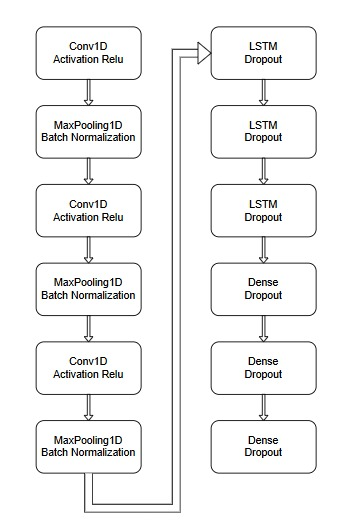 Conv1D
Activation Relu
MaxPooling1D
Batch Normalization
Conv1D
Activation Relu
MaxPooling1D
Batch Normalization
Conv1D
Activation Relu
MaxPooling1D
Batch Normalization
LSTM
Dropout
LSTM
Dropout
LSTM
Dropout
Dense
Dropout
Dense
Dropout
Dense
Dropout